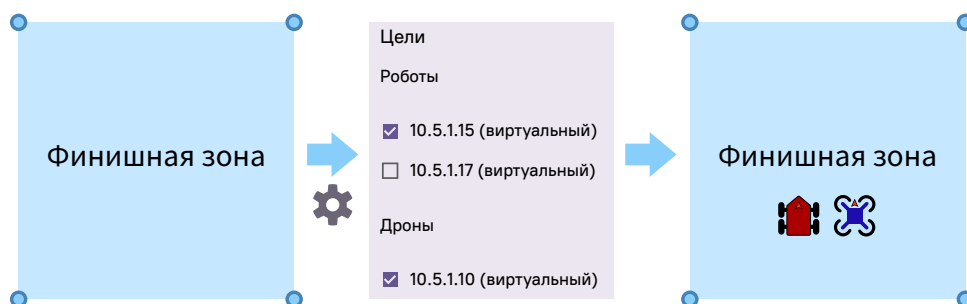 Финишная зона
Цели
Роботы
10.5.1.15 (виртуальный)
10.5.1.17 (виртуальный)
Дроны
10.5.1.10 (виртуальный)
Финишная зона